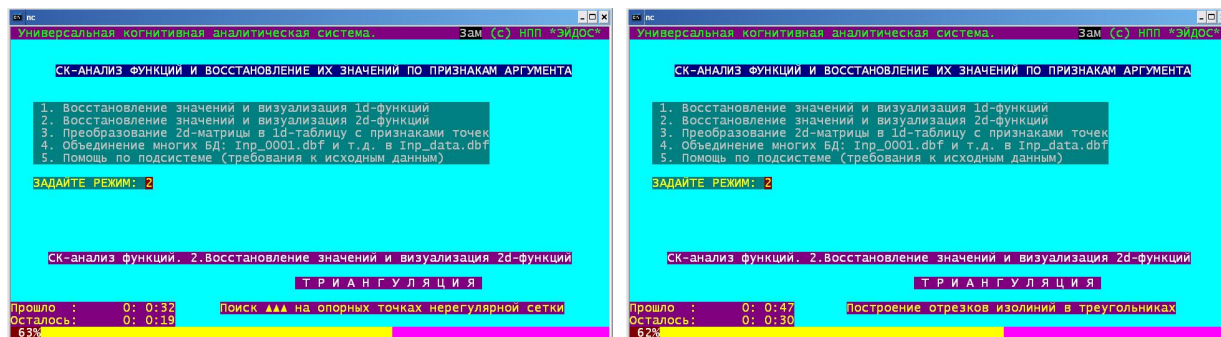 nc
Универсальная когнитивная аналитическая система. Зам (c) НПП *ЭЙДОС*
СК-АНАЛИЗ ФУНКЦИЙ И ВОССТАНОВЛЕНИЕ ИХ ЗНАЧЕНИЙ ПО ПРИЗНАКАМ АРГУМЕНТА
1. Восстановление значений и визуализация 1d-функций
2. Восстановление значений и визуализация 2d-функций
3. Преобразование 2d-матрицы в 1d-таблицу с признаками точек
4. Объединение многих БД: Inp_0001.dbf и т.д. в Inp_data.dbf
5. Помощь по подсистеме (требования к исходным данным)
ЗАДАЙТЕ РЕЖИМ: 2
СК-анализ функций. 2.Восстановление значений и визуализация 2d-функций
Т Р И А Н Г У Л Я Ц И Я
Прошло : 0: 0:32 Поиск ▲▲▲ на опорных точках нерегулярной сетки
Осталось: 0: 0:19
63%
nc
Универсальная когнитивная аналитическая система. Зам (c) НПП *ЭЙДОС*
СК-АНАЛИЗ ФУНКЦИЙ И ВОССТАНОВЛЕНИЕ ИХ ЗНАЧЕНИЙ ПО ПРИЗНАКАМ АРГУМЕНТА
1. Восстановление значений и визуализация 1d-функций
2. Восстановление значений и визуализация 2d-функций
3. Преобразование 2d-матрицы в 1d-таблицу с признаками точек
4. Объединение многих БД: Inp_0001.dbf и т.д. в Inp_data.dbf
5. Помощь по подсистеме (требования к исходным данным)
ЗАДАЙТЕ РЕЖИМ: 2
СК-анализ функций. 2.Восстановление значений и визуализация 2d-функций
Т Р И А Н Г У Л Я Ц И Я
Прошло : 0: 0:47 Построение отрезков изолиний в треугольниках
Осталось: 0: 0:30
62%